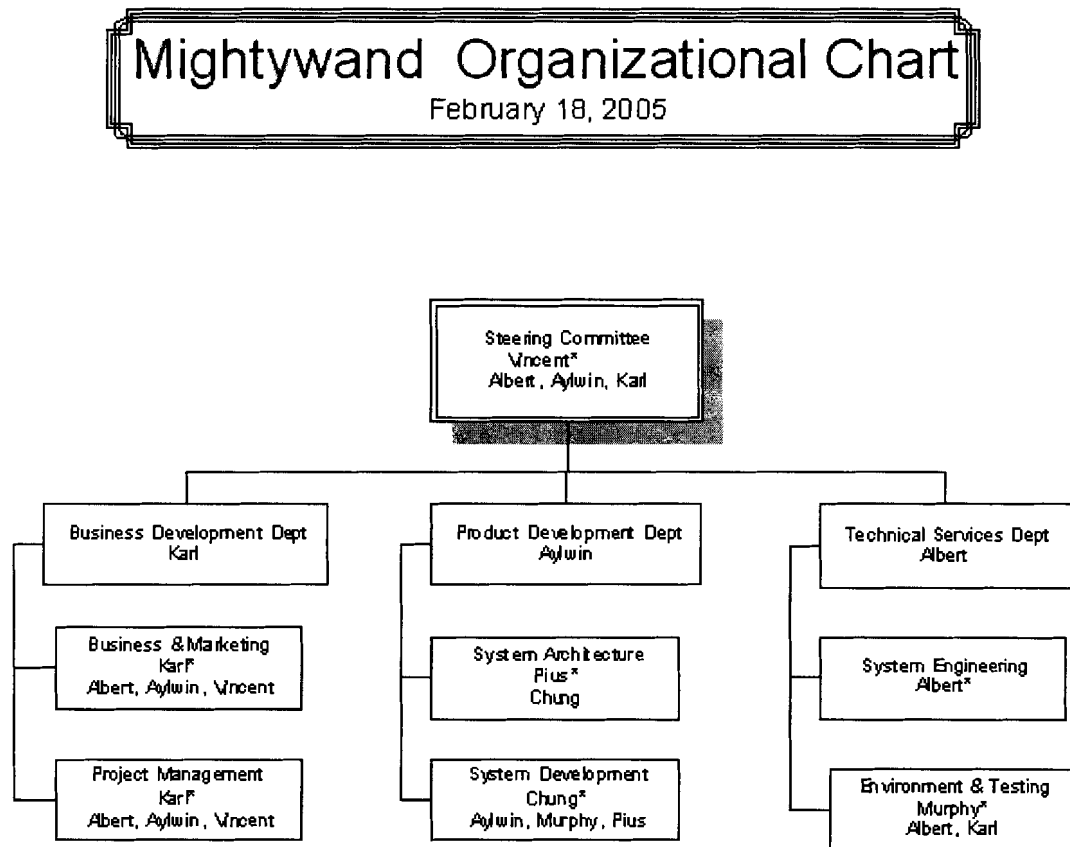 Mightywand Organizational Chart
February 18, 2005
Steering Committee
Vincent*
Albert, Aylwin, Karl
Business Development Dept
Karl
Business & Marketing
Karl*
Albert, Aylwin, Vincent
Project Management
Karl*
Albert, Aylwin, Vincent
Product Development Dept
Aylwin
System Architecture
Pius*
Chung
System Development
Chung*
Aylwin, Murphy, Pius
Technical Services Dept
Albert
System Engineering
Albert*
Environment & Testing
Murphy*
Albert, Karl